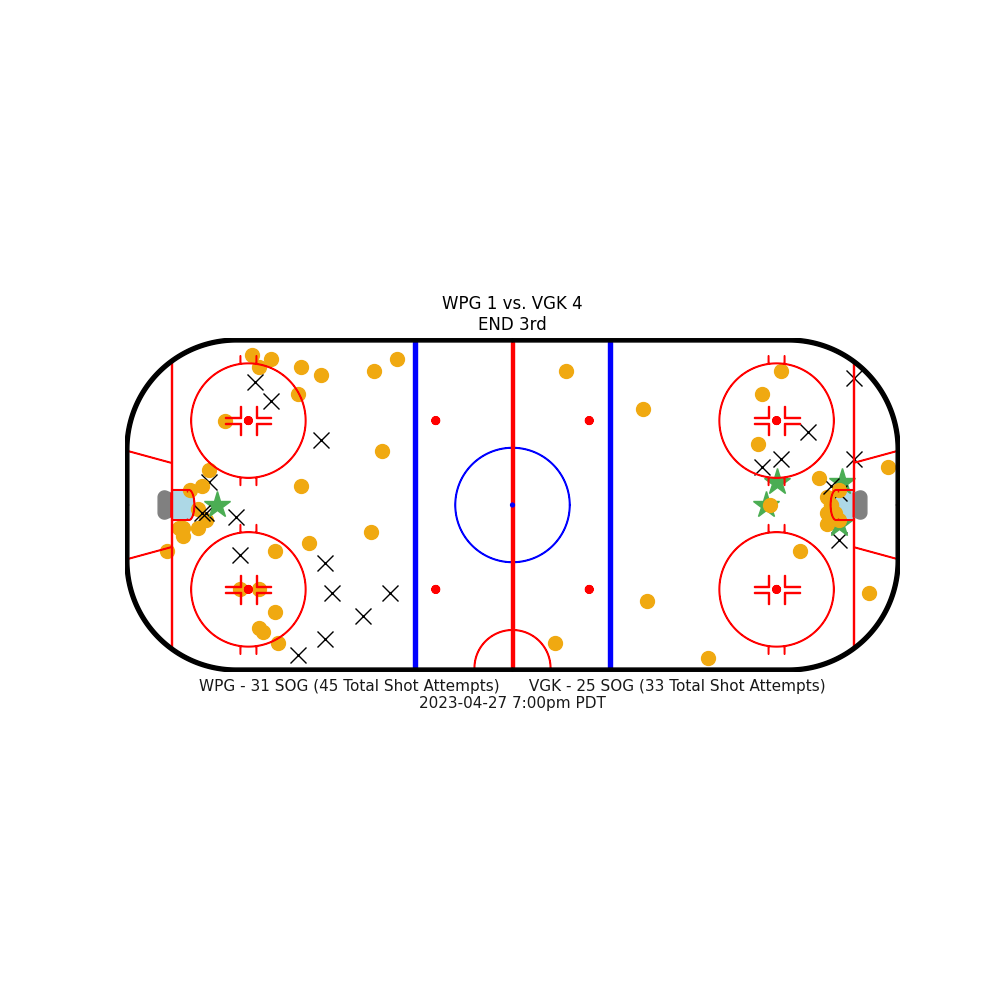 WPG 1 vs. VGK 4
END 3rd
WPG - 31 SOG (45 Total Shot Attempts) VGK - 25 SOG (33 Total Shot Attempts)
2023-04-27 7:00pm PDT